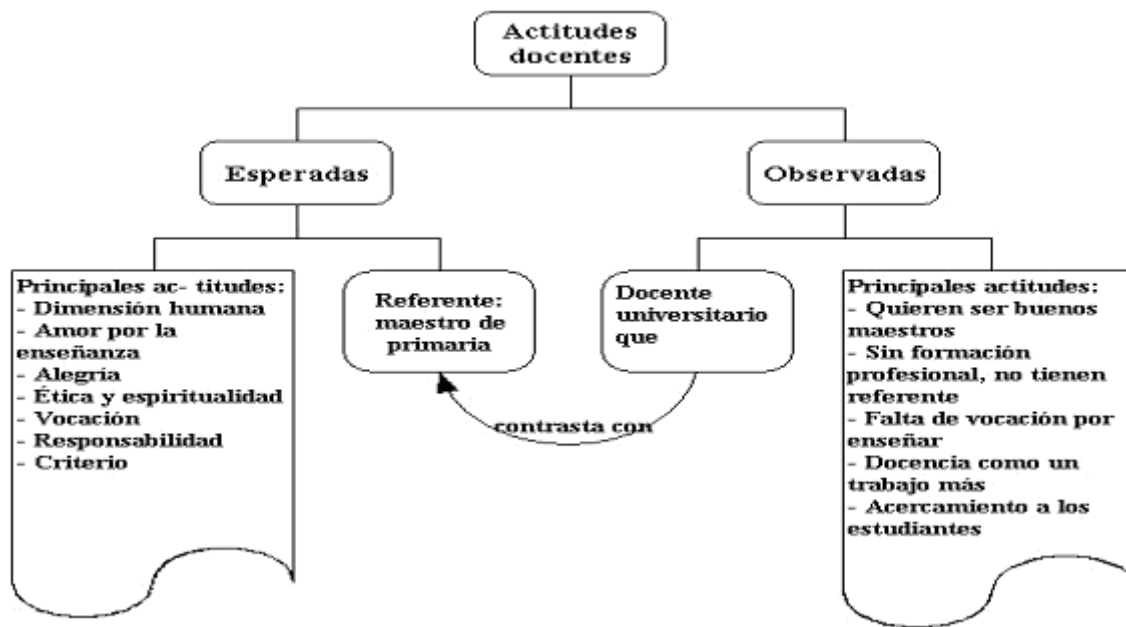 Actitudes
docentes
Esperadas
Observadas
Principales ac- titudes:
- Dimensión humana
- Amor por la
enseñanza
- Alegría
- Ética y espiritualidad
- Vocación
- Responsabilidad
- Criterio
Referente:
maestro de
primaria
Docente
universitario
que
contrasta con
Principales actitudes:
- Quieren ser buenos
maestros
- Sin formación
profesional, no tienen
referente
- Falta de vocación por
enseñar
- Docencia como un
trabajo más
- Acercamiento a los
estudiantes